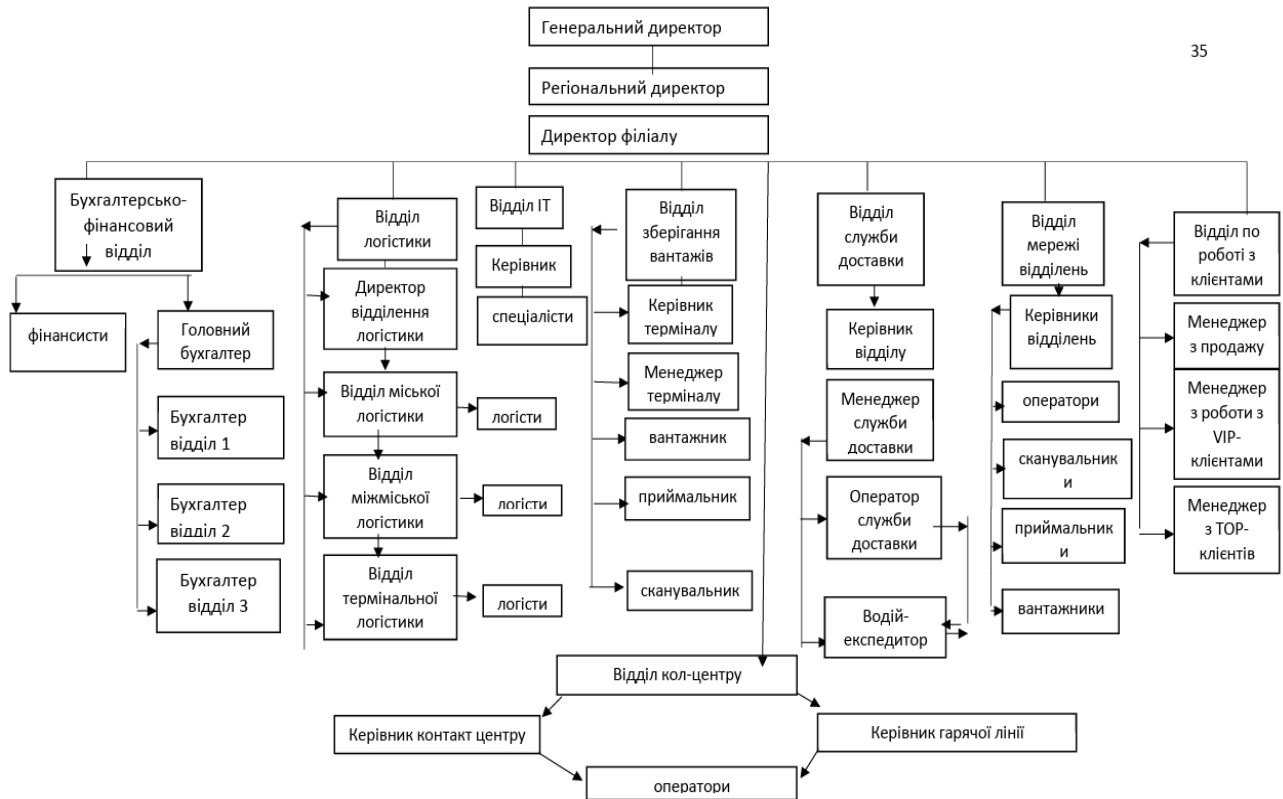 Генеральний директор
35
Регіональний директор
Директор філіалу
Бухгалтерсько-
фінансовий
відділ
фінансисти
Головний
бухгалтер
Бухгалтер
відділ 1
Бухгалтер
відділ 2
Бухгалтер
відділ 3
Відділ
логістики
Директор
відділення
логістики
Відділ міської
логістики
логісти
Відділ
міжміської
логістики
логісти
Відділ
термінальної
логістики
логісти
Відділ ІТ
Керівник
спеціалісти
Відділ
зберігання
вантажів
Керівник
терміналу
Менеджер
терміналу
вантажник
приймальник
сканувальник
Відділ
служби
доставки
Керівник
відділу
Менеджер
служби
доставки
Оператор
служби
доставки
Водій-
експедитор
Відділ
мережі
відділень
Керівники
відділень
оператори
сканувальник
и
приймальник
и
вантажники
Відділ по
роботі з
клієнтами
Менеджер
з продажу
Менеджер
з роботи з
VIP-
клієнтами
Менеджер
з TOP-
клієнтів
Відділ кол-центру
Керівник контакт центру
Керівник гарячої лінії
оператори